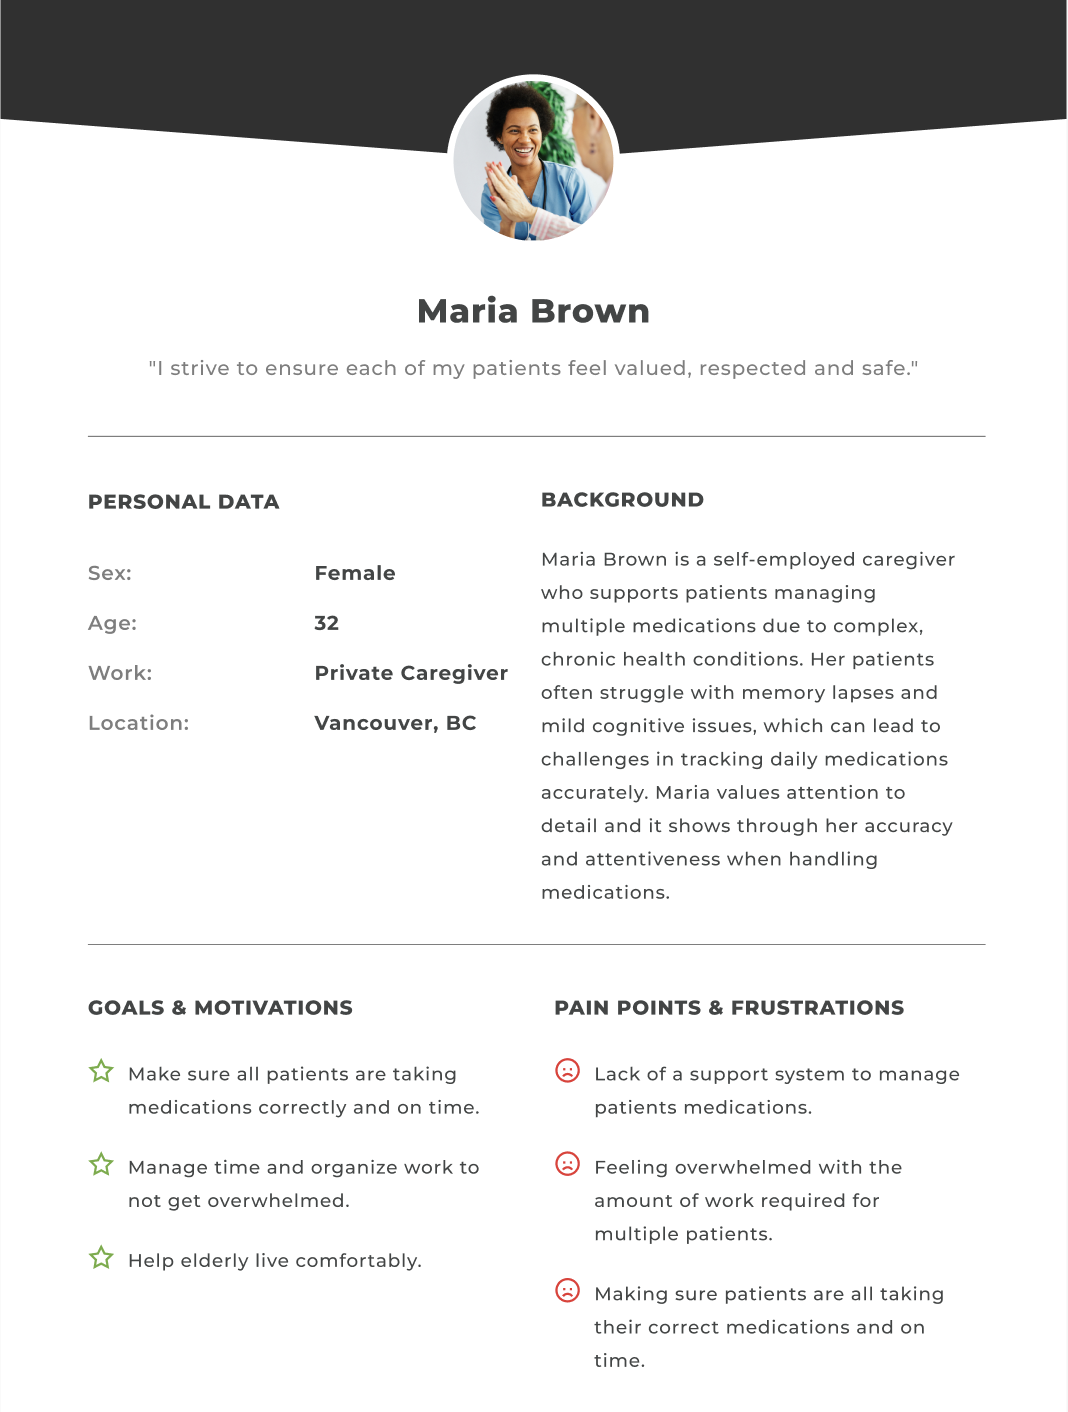 Maria Brown
"I strive to ensure each of my patients feel valued, respected and safe."
PERSONAL DATA
Sex: Female
Age: 32
Work: Private Caregiver
Location: Vancouver, BC
BACKGROUND
Maria Brown is a self-employed caregiver
who supports patients managing
multiple medications due to complex,
chronic health conditions. Her patients
often struggle with memory lapses and
mild cognitive issues, which can lead to
challenges in tracking daily medications
accurately. Maria values attention to
detail and it shows through her accuracy
and attentiveness when handling
medications.
GOALS & MOTIVATIONS
Make sure all patients are taking
medications correctly and on time.
Manage time and organize work to
not get overwhelmed.
Help elderly live comfortably.
PAIN POINTS & FRUSTRATIONS
Lack of a support system to manage
patients medications.
Feeling overwhelmed with the
amount of work required for
multiple patients.
Making sure patients are all taking
their correct medications and on
time.